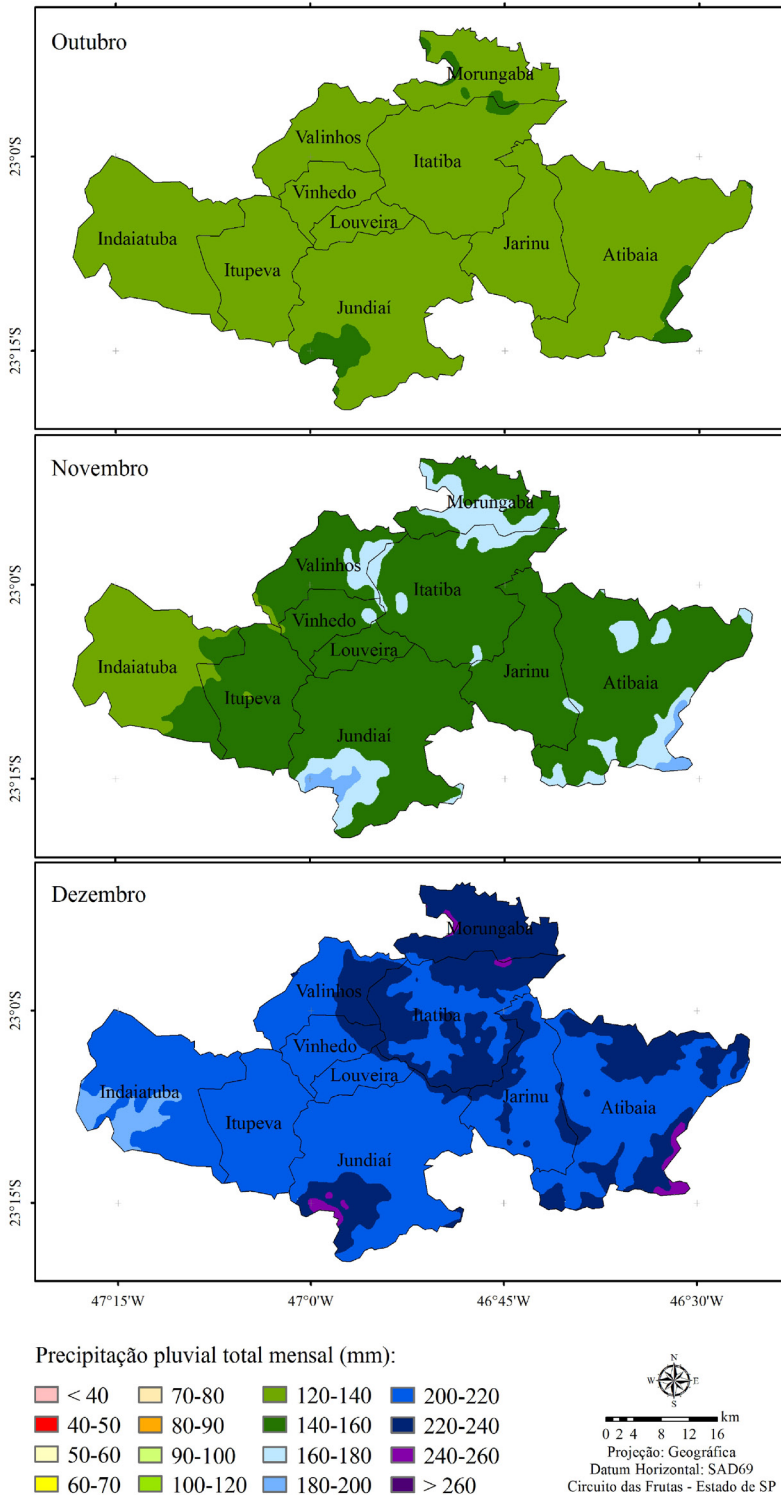 Outubro
Morungaba
Valinhos
Itatiba
23°0'S
Vinhedo
Louveira
Indaiatuba
Jarinu
Atibaia
Itupeva
Jundiaí
23°15'S
Novembro
Morungaba
Valinhos
23°0'S
Itatiba
Vinhedo
Louveira
Indaiatuba
Jarinu
Atibaia
Itupeva
Jundiaí
23°15'S
Dezembro
Morungaba
Valinhos
23°0'S
Itatiba
Vinhedo
Louveira
Indaiatuba
Jarinu
Atibaia
Itupeva
Jundiaí
23°15'S
47°15'W 47°0'W 46°45'W 46°30'W
Precipitação pluvial total mensal (mm):
< 40 70-80 120-140 200-220
40-50 80-90 140-160 220-240
50-60 90-100 160-180 240-260
60-70 100-120 180-200 > 260
N
W E
S
km
0 2 4 8 12 16
Projeção: Geográfica
Datum Horizontal: SAD69
Circuito das Frutas - Estado de SP